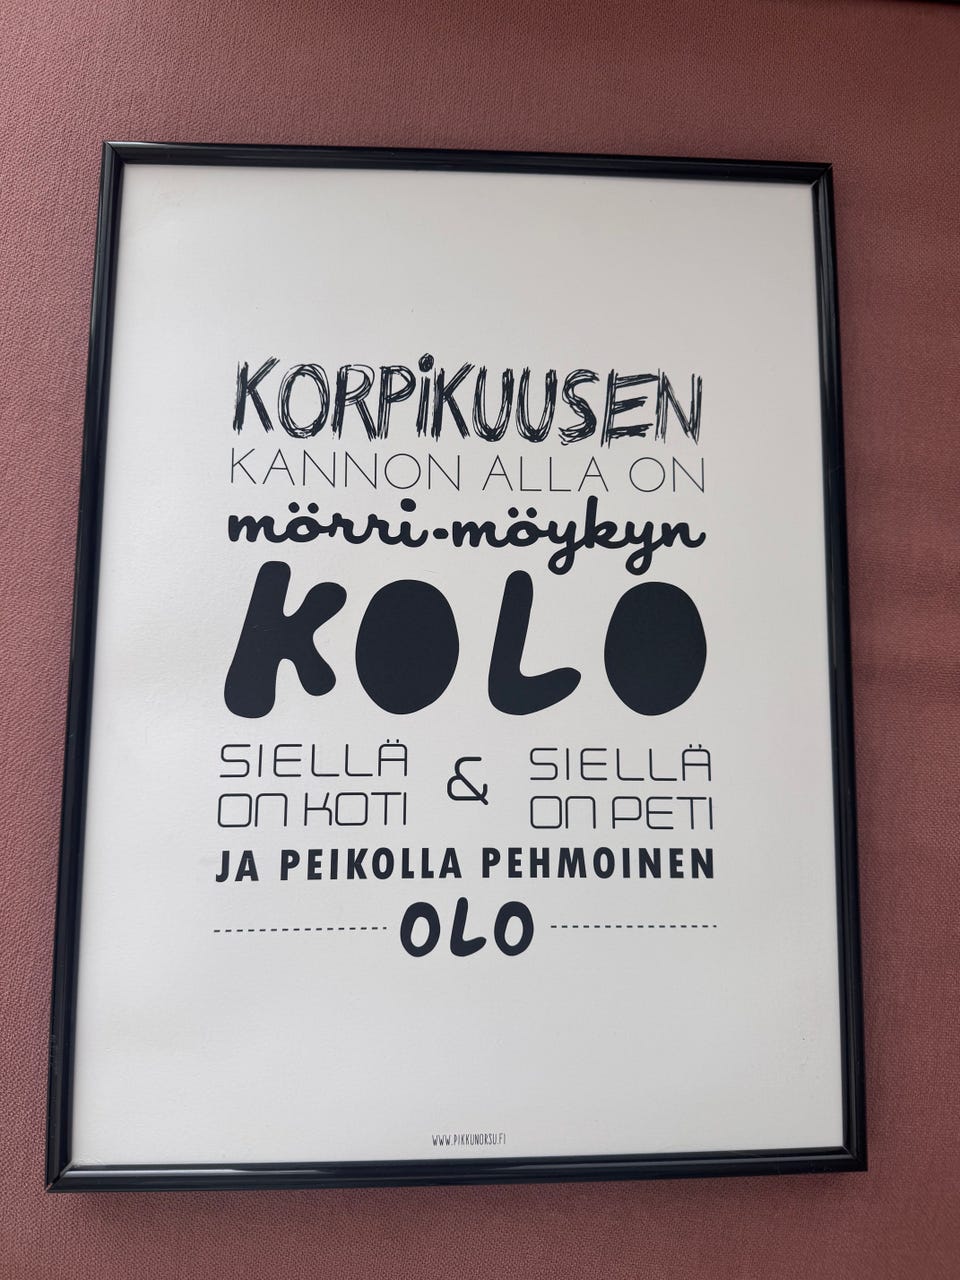 KORPiKUUSEN
KANNON ALLA ON
mörri-möykyn
KOLO
SIELLÄ ON KOTI
&
SIELLÄ ON PETI
JA PEIKOLLA PEHMOINEN
OLO
WWW.PIKKUNORSU.FI